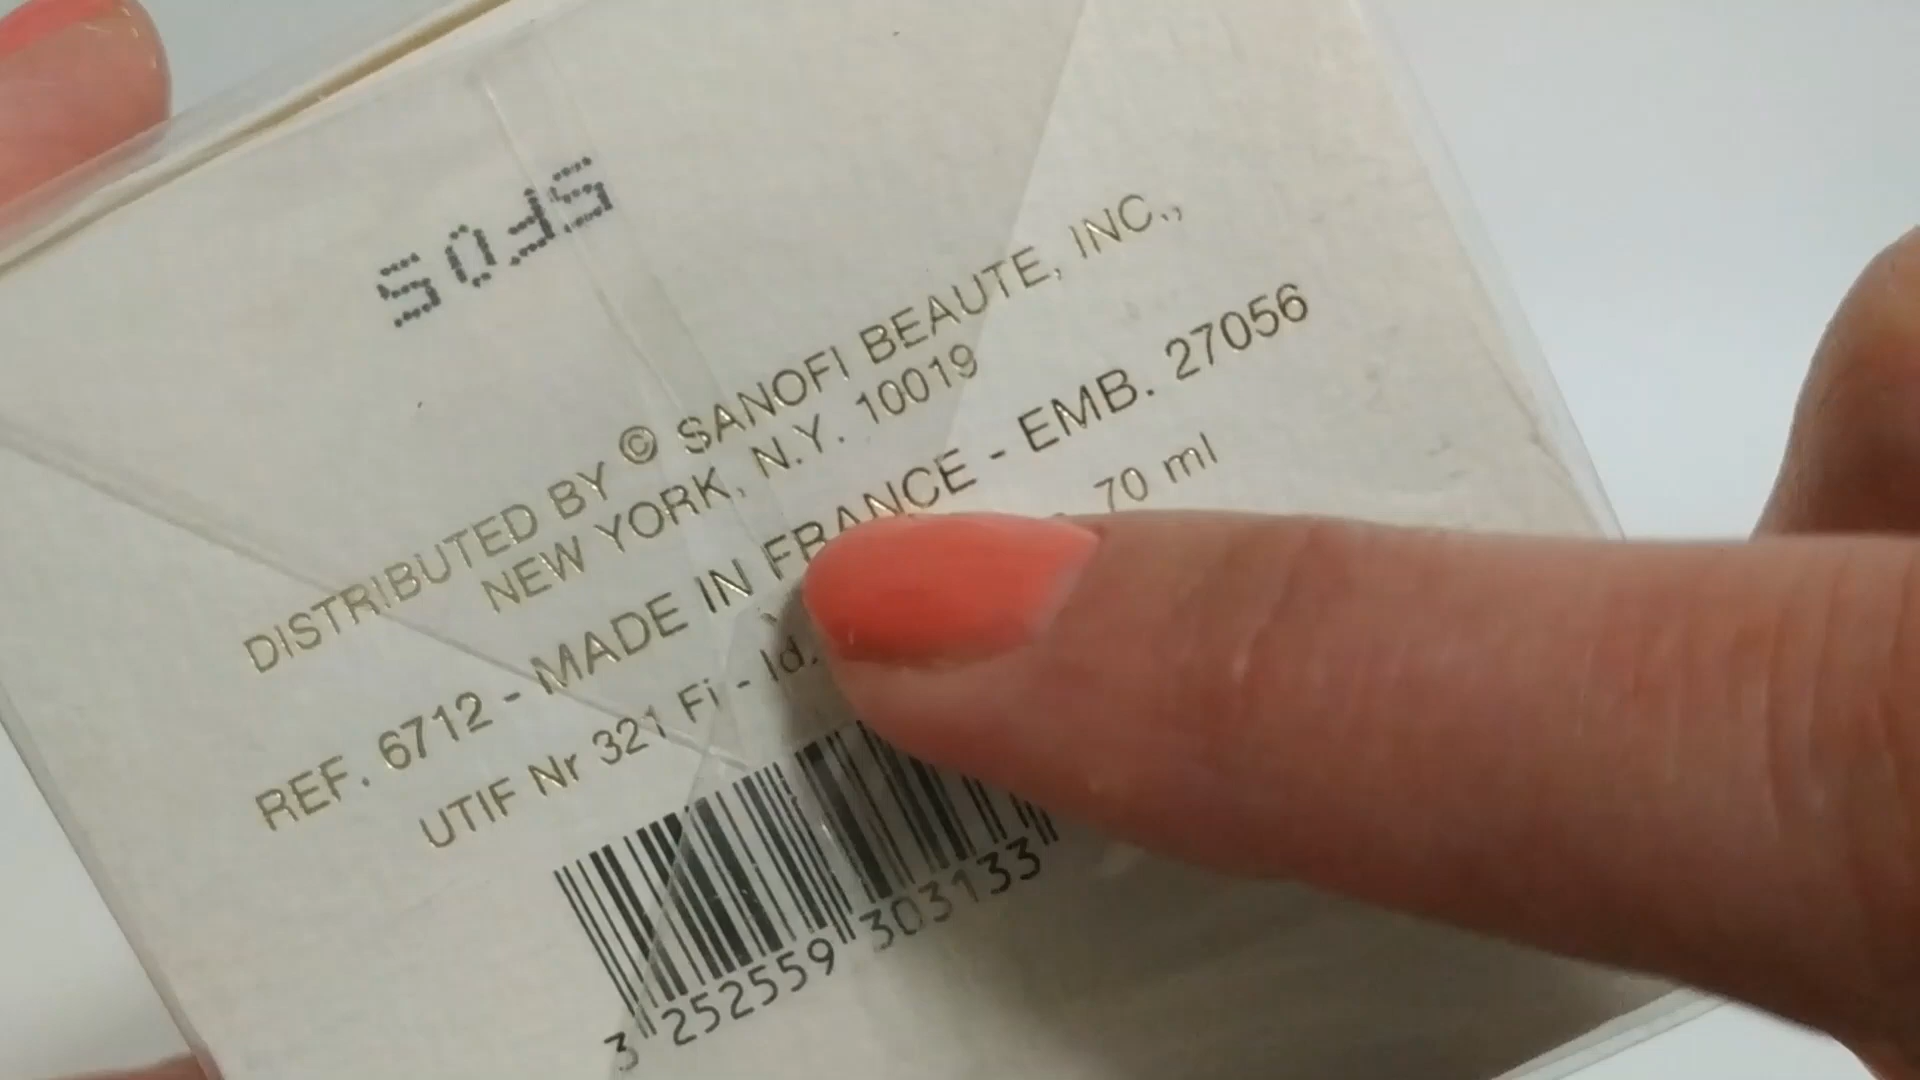 5F05
DISTRIBUTED BY © SANOFI BEAUTE, INC.,
NEW YORK, N.Y. 10019
REF. 6712 - MADE IN FRANCE - EMB. 27056
UTIF Nr 321 Fi - Id. 70 ml
3 252559 303133